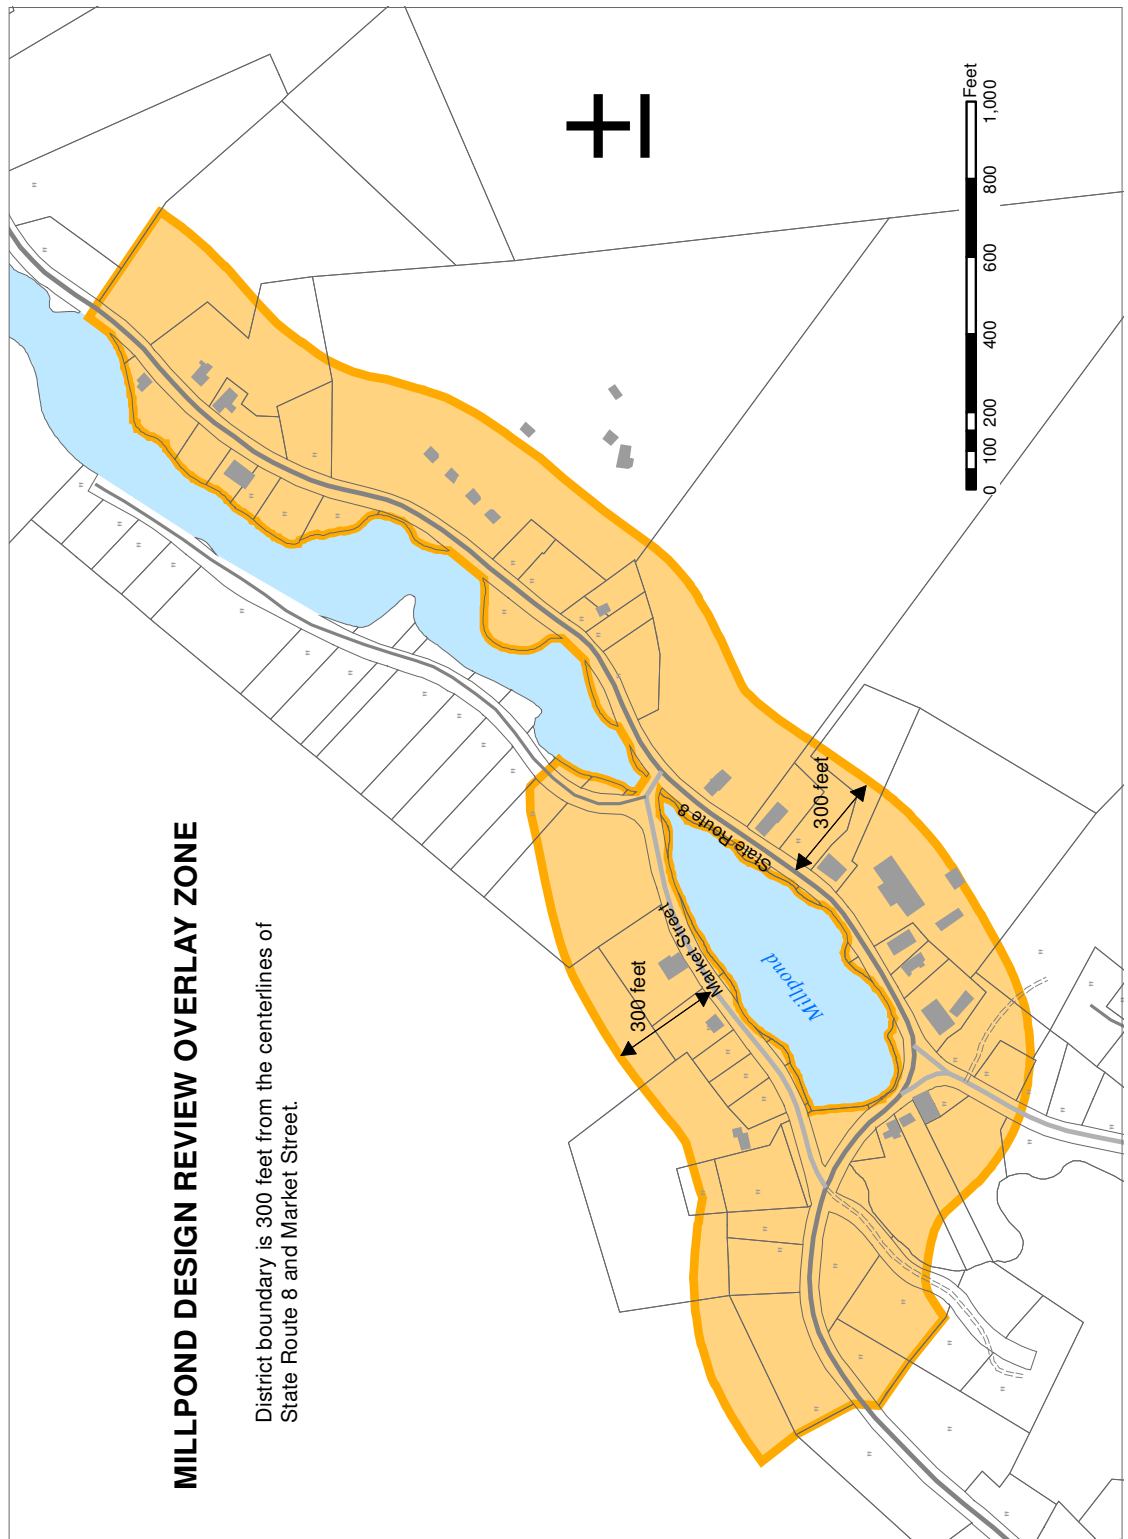 MILLPOND DESIGN REVIEW OVERLAY ZONE
District boundary is 300 feet from the centerlines of
State Route 8 and Market Street.
300 feet
Market Street
Millpond
State Route 8
300 feet
0 100 200 400 600 800 1,000
Feet